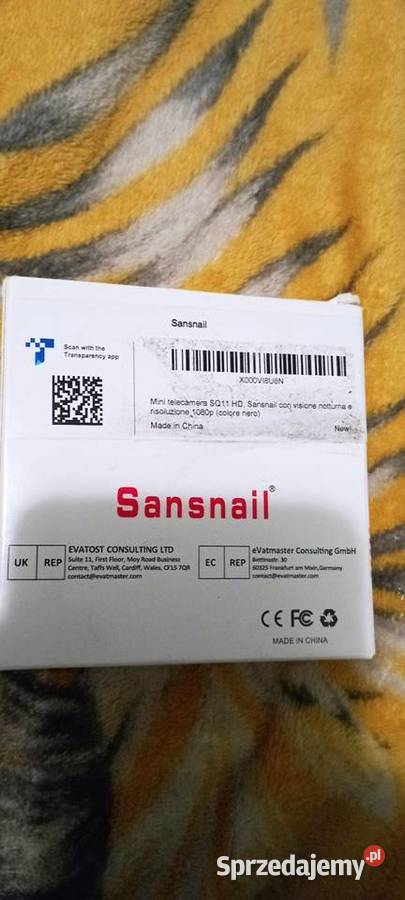 Sansnail
Scan with the
Transparency app
X000VI8U6N
Mini telecamera SQ11 HD, Sansnail con visione notturna e
risoluzione 1080p (colore nero)
Made in China
New
Sansnail®
UK REP
EVATOST CONSULTING LTD
Suite 11, First Floor, Moy Road Business
Centre, Taffs Well, Cardiff, Wales, CF15 7QR
contact@evatmaster.com
EC REP
eVatmaster Consulting GmbH
Bettinastr. 30
60325 Frankfurt am Main,Germany
contact@evatmaster.com
CE FC
MADE IN CHINA
Sprzedajemy.pl